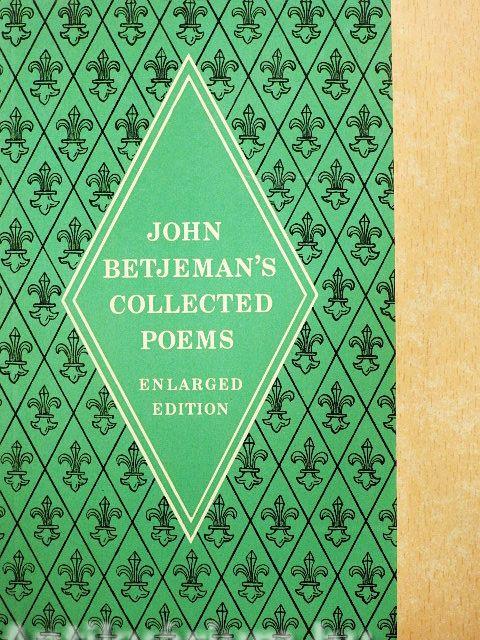 JOHN
BETJEMAN'S
COLLECTED
POEMS
ENLARGED
EDITION